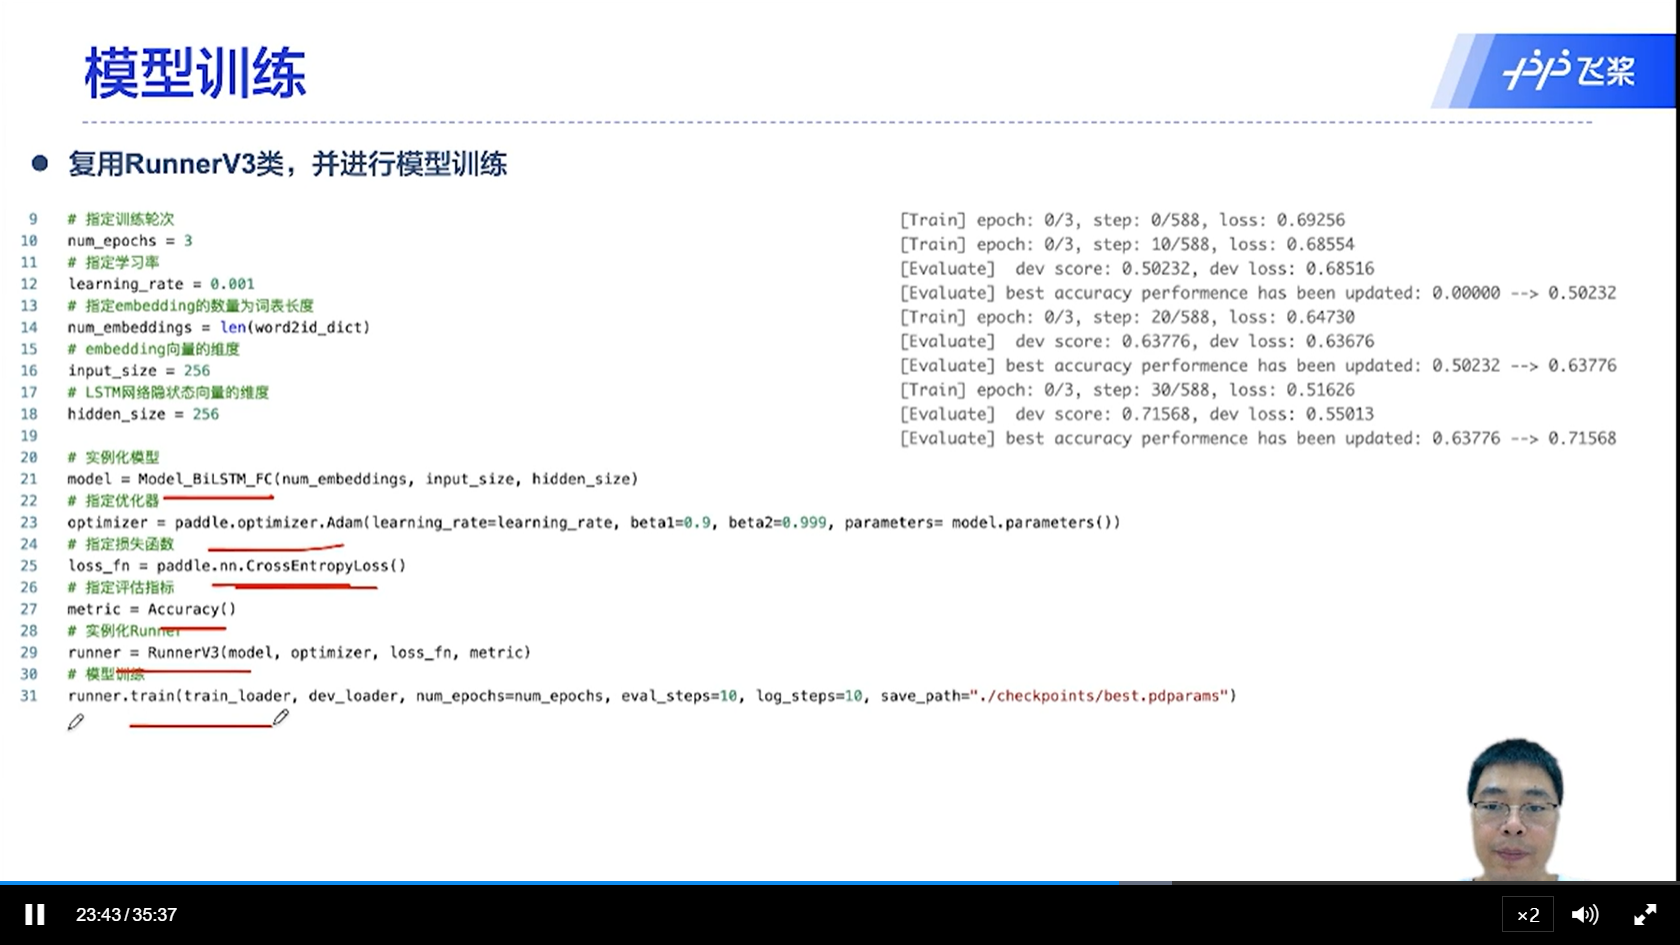 模型训练
飞桨
复用RunnerV3类，并进行模型训练
9 # 指定训练轮次
10 num_epochs = 3
11 # 指定学习率
12 learning_rate = 0.001
13 # 指定embedding的数量为词表长度
14 num_embeddings = len(word2id_dict)
15 # embedding向量的维度
16 input_size = 256
17 # LSTM网络隐状态向量的维度
18 hidden_size = 256
19
20 # 实例化模型
21 model = Model_BiLSTM_FC(num_embeddings, input_size, hidden_size)
22 # 指定优化器
23 optimizer = paddle.optimizer.Adam(learning_rate=learning_rate, beta1=0.9, beta2=0.999, parameters= model.parameters())
24 # 指定损失函数
25 loss_fn = paddle.nn.CrossEntropyLoss()
26 # 指定评估指标
27 metric = Accuracy()
28 # 实例化Runner
29 runner = RunnerV3(model, optimizer, loss_fn, metric)
30 # 模型训练
31 runner.train(train_loader, dev_loader, num_epochs=num_epochs, eval_steps=10, log_steps=10, save_path="./checkpoints/best.pdparams")
[Train] epoch: 0/3, step: 0/588, loss: 0.69256
[Train] epoch: 0/3, step: 10/588, loss: 0.68554
[Evaluate] dev score: 0.50232, dev loss: 0.68516
[Evaluate] best accuracy performence has been updated: 0.00000 --> 0.50232
[Train] epoch: 0/3, step: 20/588, loss: 0.64730
[Evaluate] dev score: 0.63776, dev loss: 0.63676
[Evaluate] best accuracy performence has been updated: 0.50232 --> 0.63776
[Train] epoch: 0/3, step: 30/588, loss: 0.51626
[Evaluate] dev score: 0.71568, dev loss: 0.55013
[Evaluate] best accuracy performence has been updated: 0.63776 --> 0.71568
23:43/35:37
×2